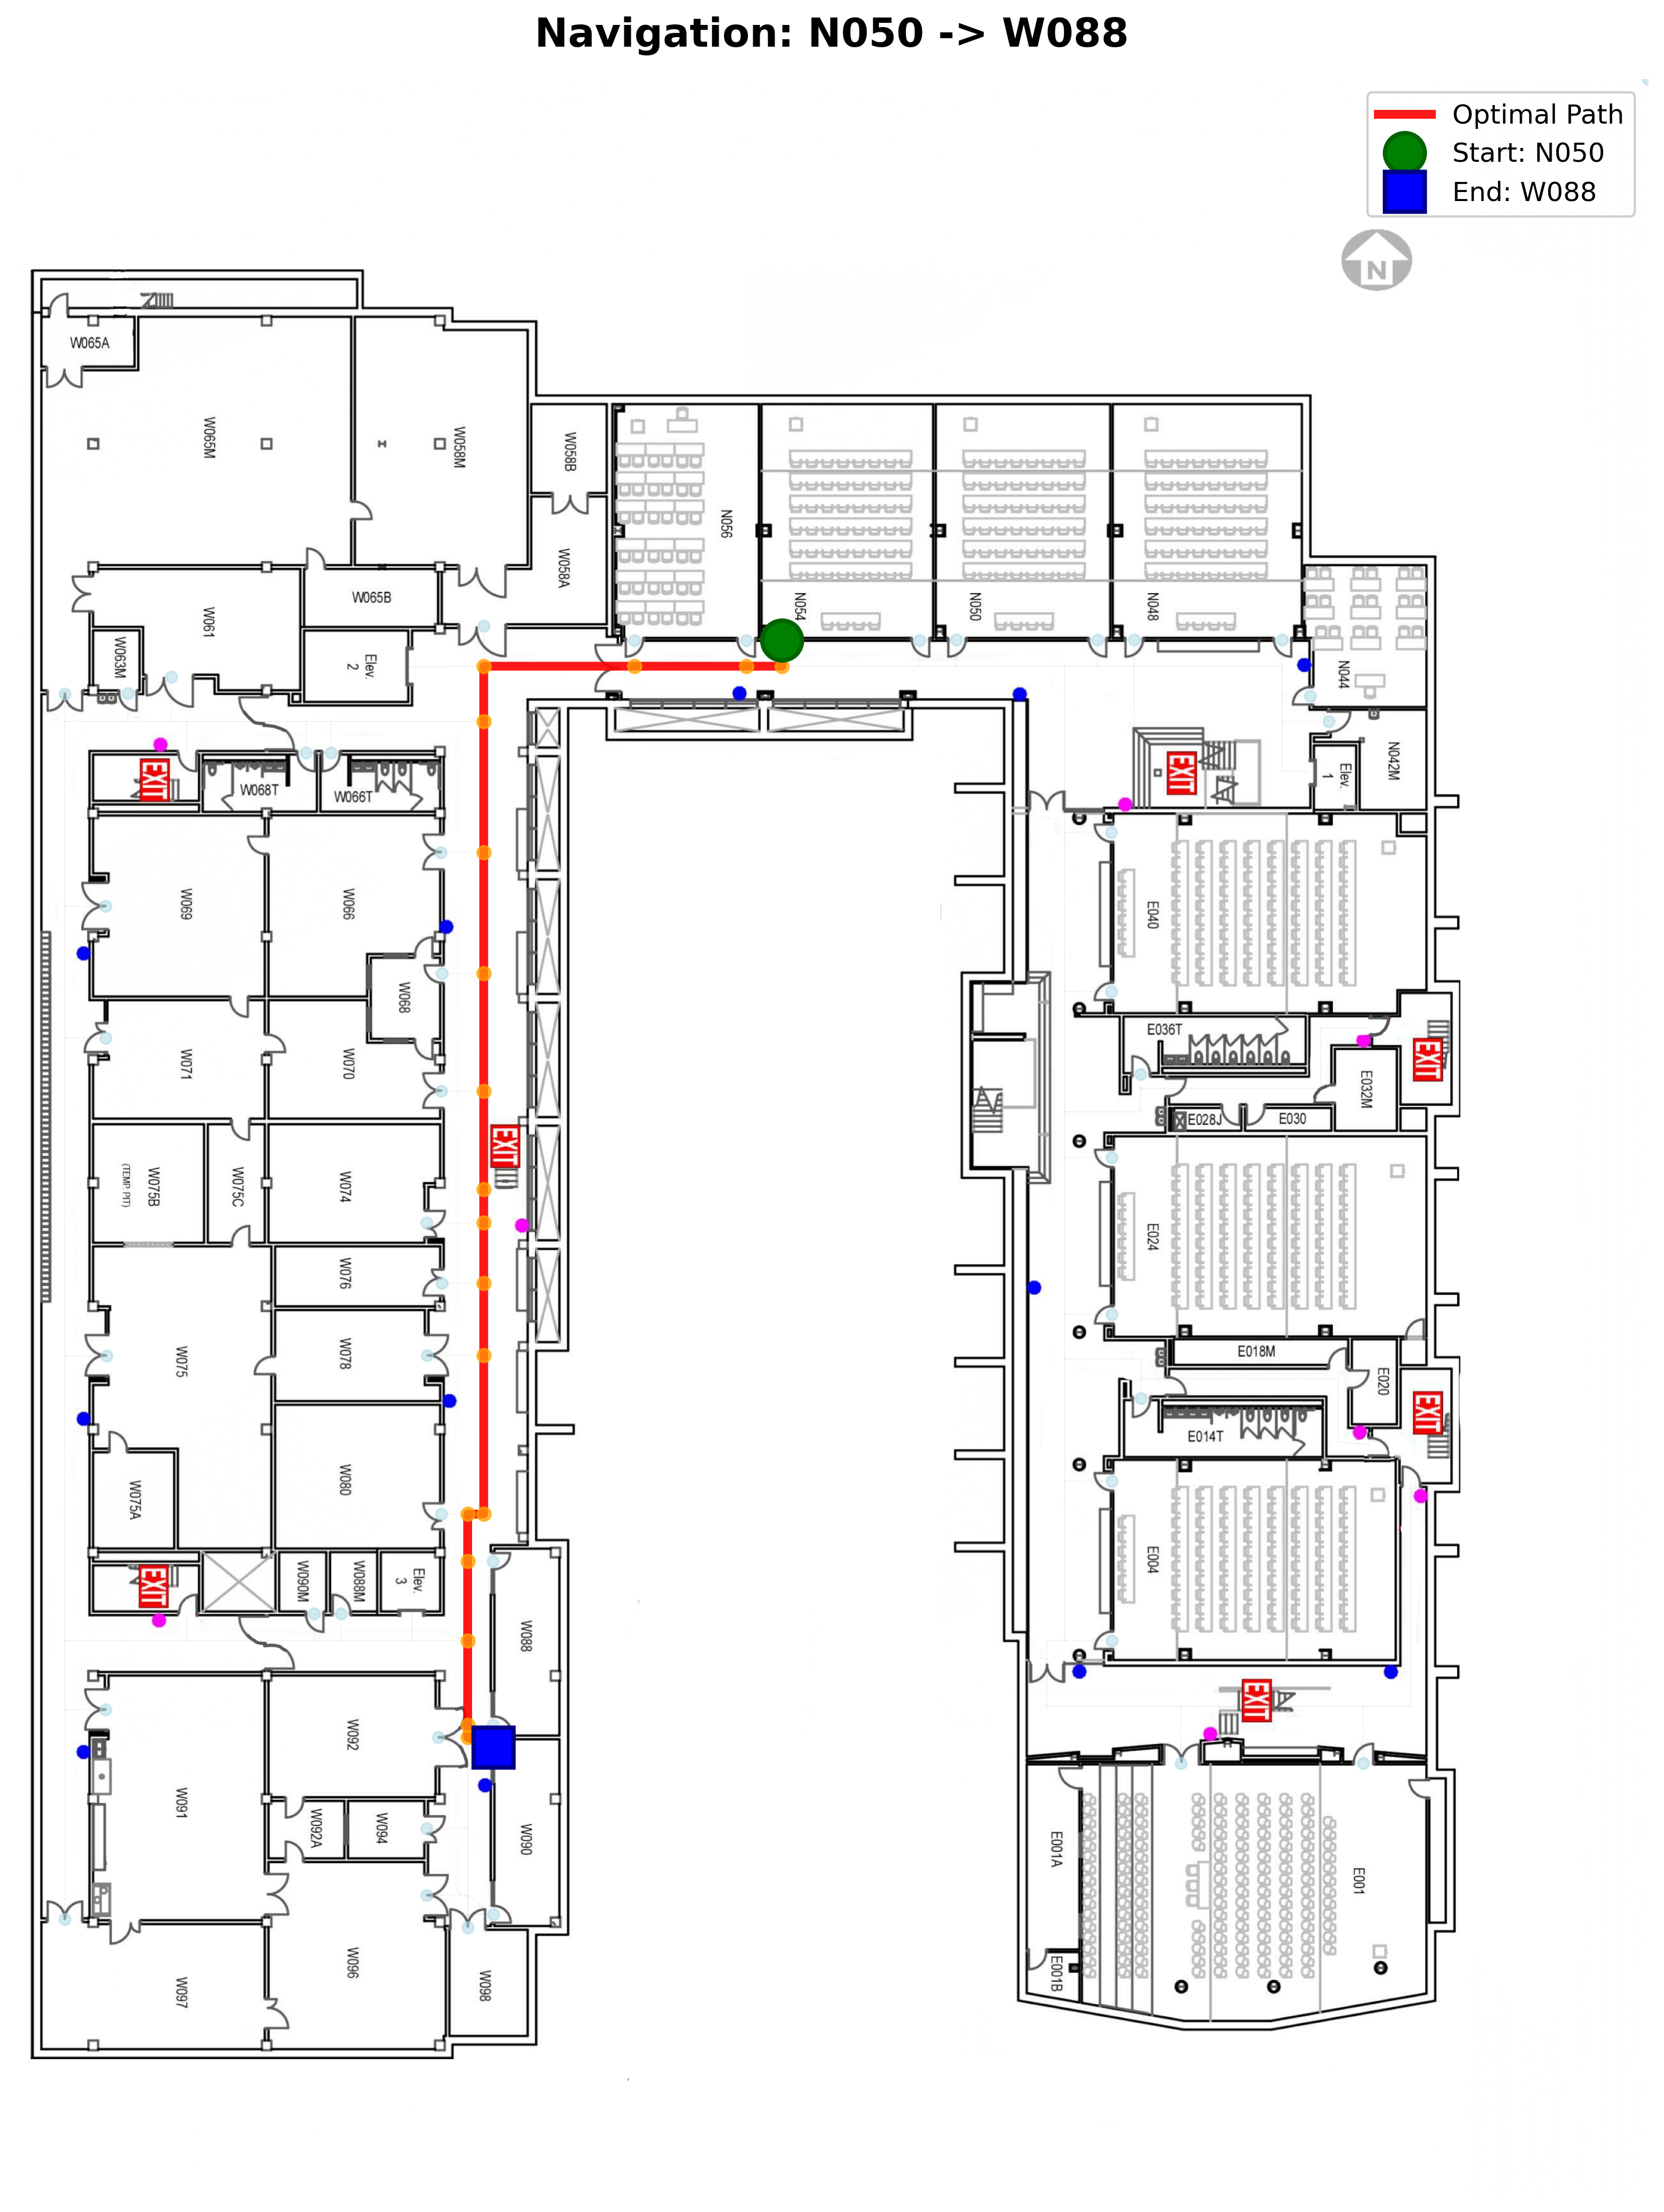 Navigation: N050 -> W088
Optimal Path
Start: N050
End: W088
N
W065A
W065M
W058M
W058B
W058A
N056
N054
N050
N048
W065B
W061
W063M
Elev.
2
N044
N042M
Elev.
1
EXIT
EXIT
W068T
W066T
W069
W066
W068
E040
W071
W070
E036T
E032M
EXIT
E028J
E030
EXIT
W075B
(TEMP. PIT)
W075C
W074
E024
W076
W075
W078
E018M
E020
EXIT
E014T
W080
W075A
E004
EXIT
W090M
W088M
Elev.
3
W088
EXIT
W092
W091
W092A
W094
W090
E001A
E001
W097
W096
W098
E001B